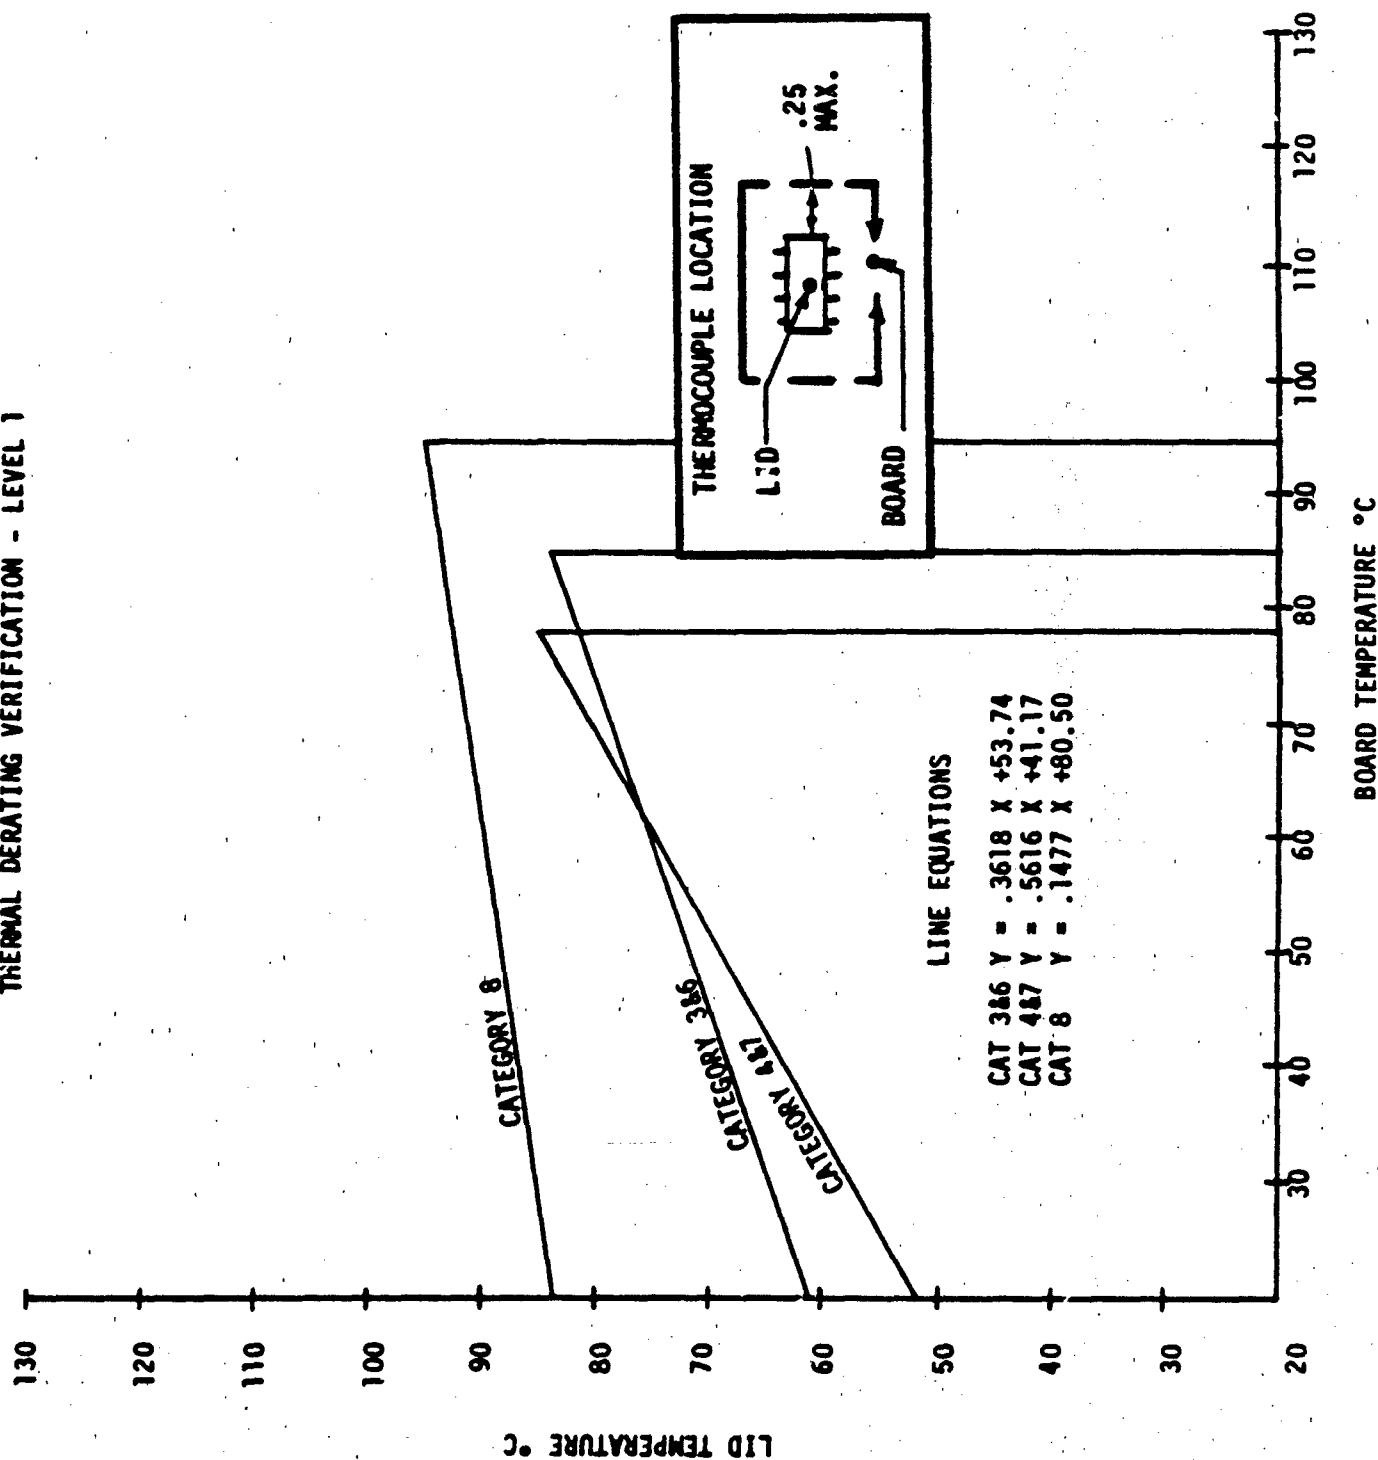 THERMAL DERATING VERIFICATION - LEVEL 1
LID TEMPERATURE °C
130
120
110
100
90
80
70
60
50
40
30
20
CATEGORY 8
CATEGORY 3&6
CATEGORY 4&7
THERMOCOUPLE LOCATION
LID
.25
MAX.
BOARD
LINE EQUATIONS
CAT 3&6 Y = .3618 X +53.74
CAT 4&7 Y = .5616 X +41.17
CAT 8 Y = .1477 X +80.50
30
40
50
60
70
80
90
100
110
120
130
BOARD TEMPERATURE °C